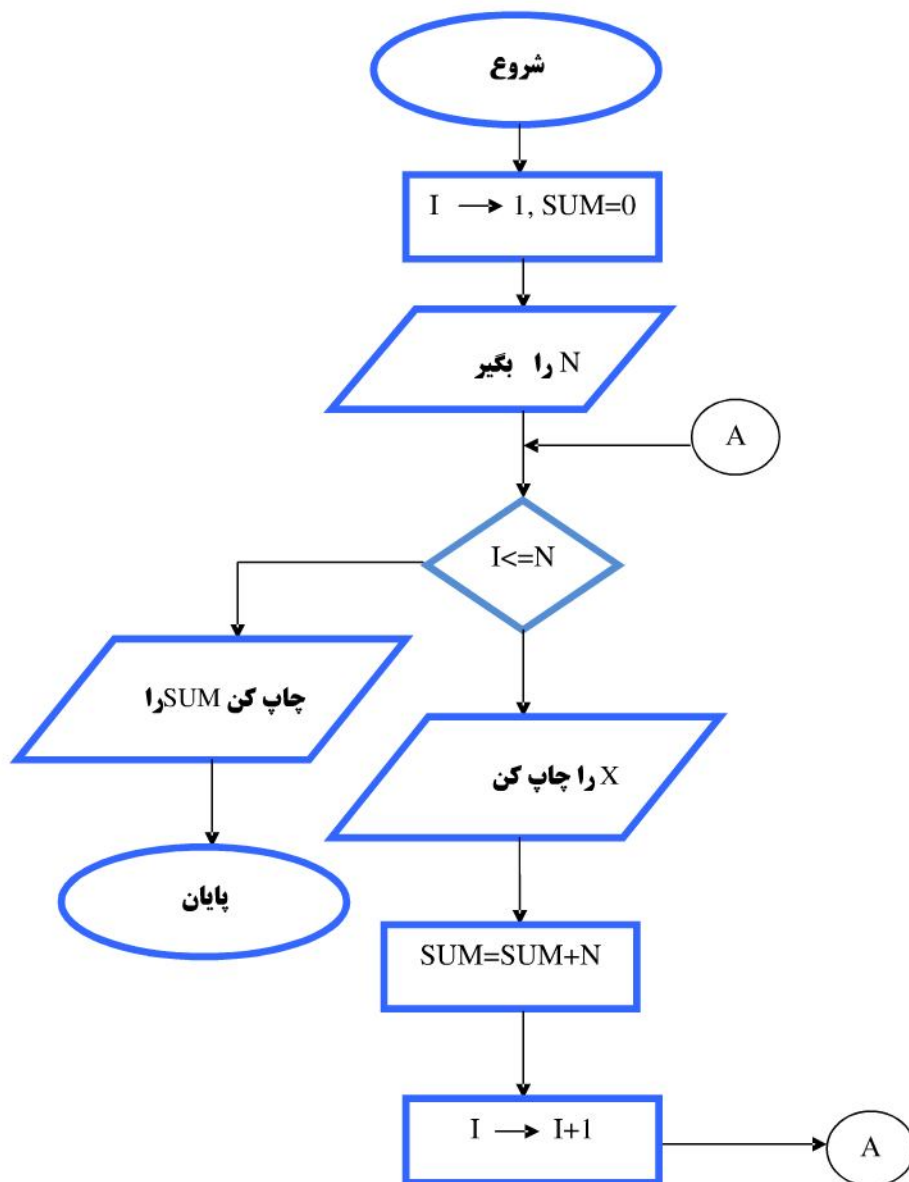 شروع
I → 1, SUM=0
N را بگیر
A
I<=N
چاپ کن SUMرا
X را چاپ کن
پایان
SUM=SUM+N
I → I+1
A